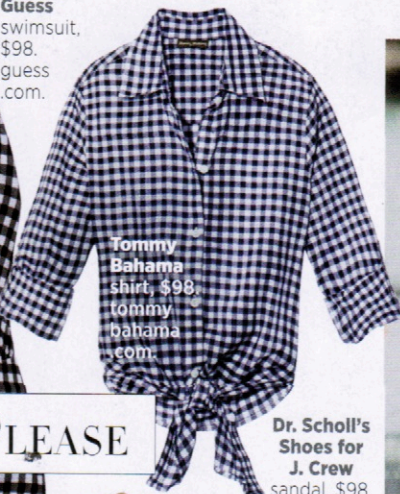 Guess
swimsuit,
$98.
guess
.com.
Tommy
Bahama
shirt, $98.
tommy
bahama
.com.
LEASE
Dr. Scholl's
Shoes for
J. Crew
sandal, $98